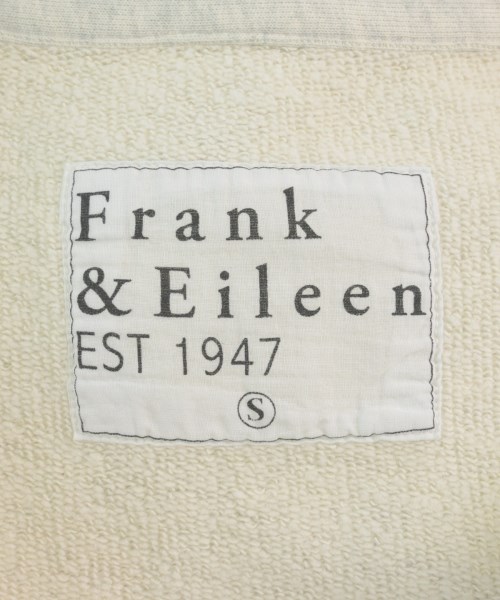 Frank
& Eileen
EST 1947
S